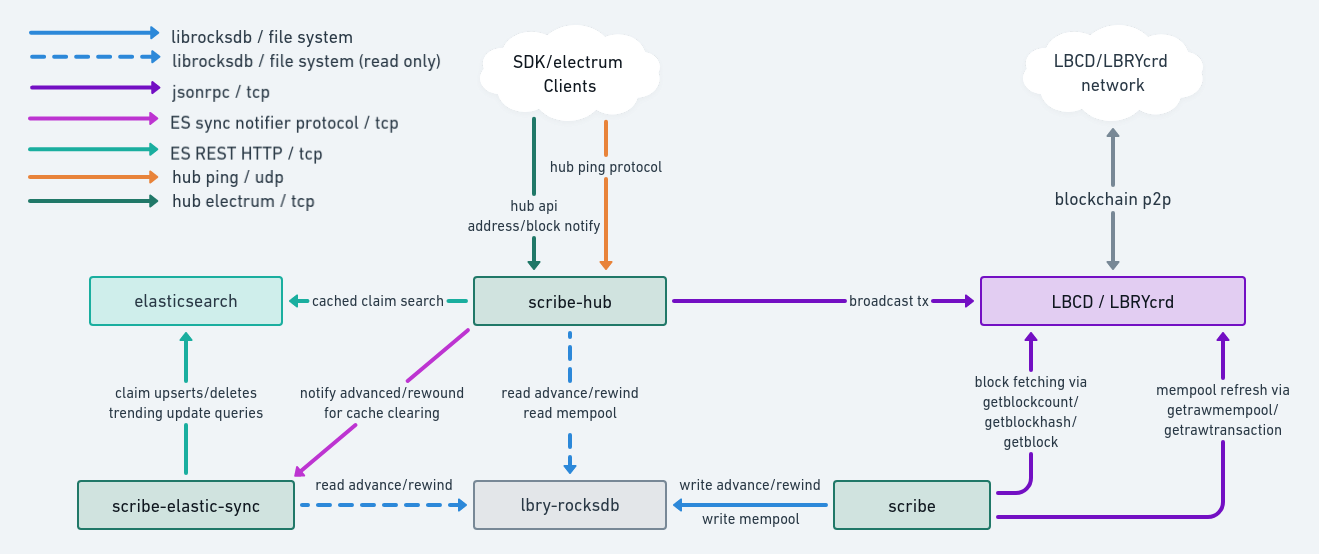 librocksdb / file system
librocksdb / file system (read only)
jsonrpc / tcp
ES sync notifier protocol / tcp
ES REST HTTP / tcp
hub ping / udp
hub electrum / tcp
SDK/electrum
Clients
LBCD/LBRYcrd
network
hub ping protocol
hub api
address/block notify
blockchain p2p
elasticsearch
cached claim search
scribe-hub
broadcast tx
LBCD / LBRYcrd
claim upserts/deletes
trending update queries
notify advanced/rewound
for cache clearing
read advance/rewind
read mempool
block fetching via
getblockcount/
getblockhash/
getblock
mempool refresh via
getrawmempool/
getrawtransaction
scribe-elastic-sync
read advance/rewind
lbry-rocksdb
write advance/rewind
write mempool
scribe